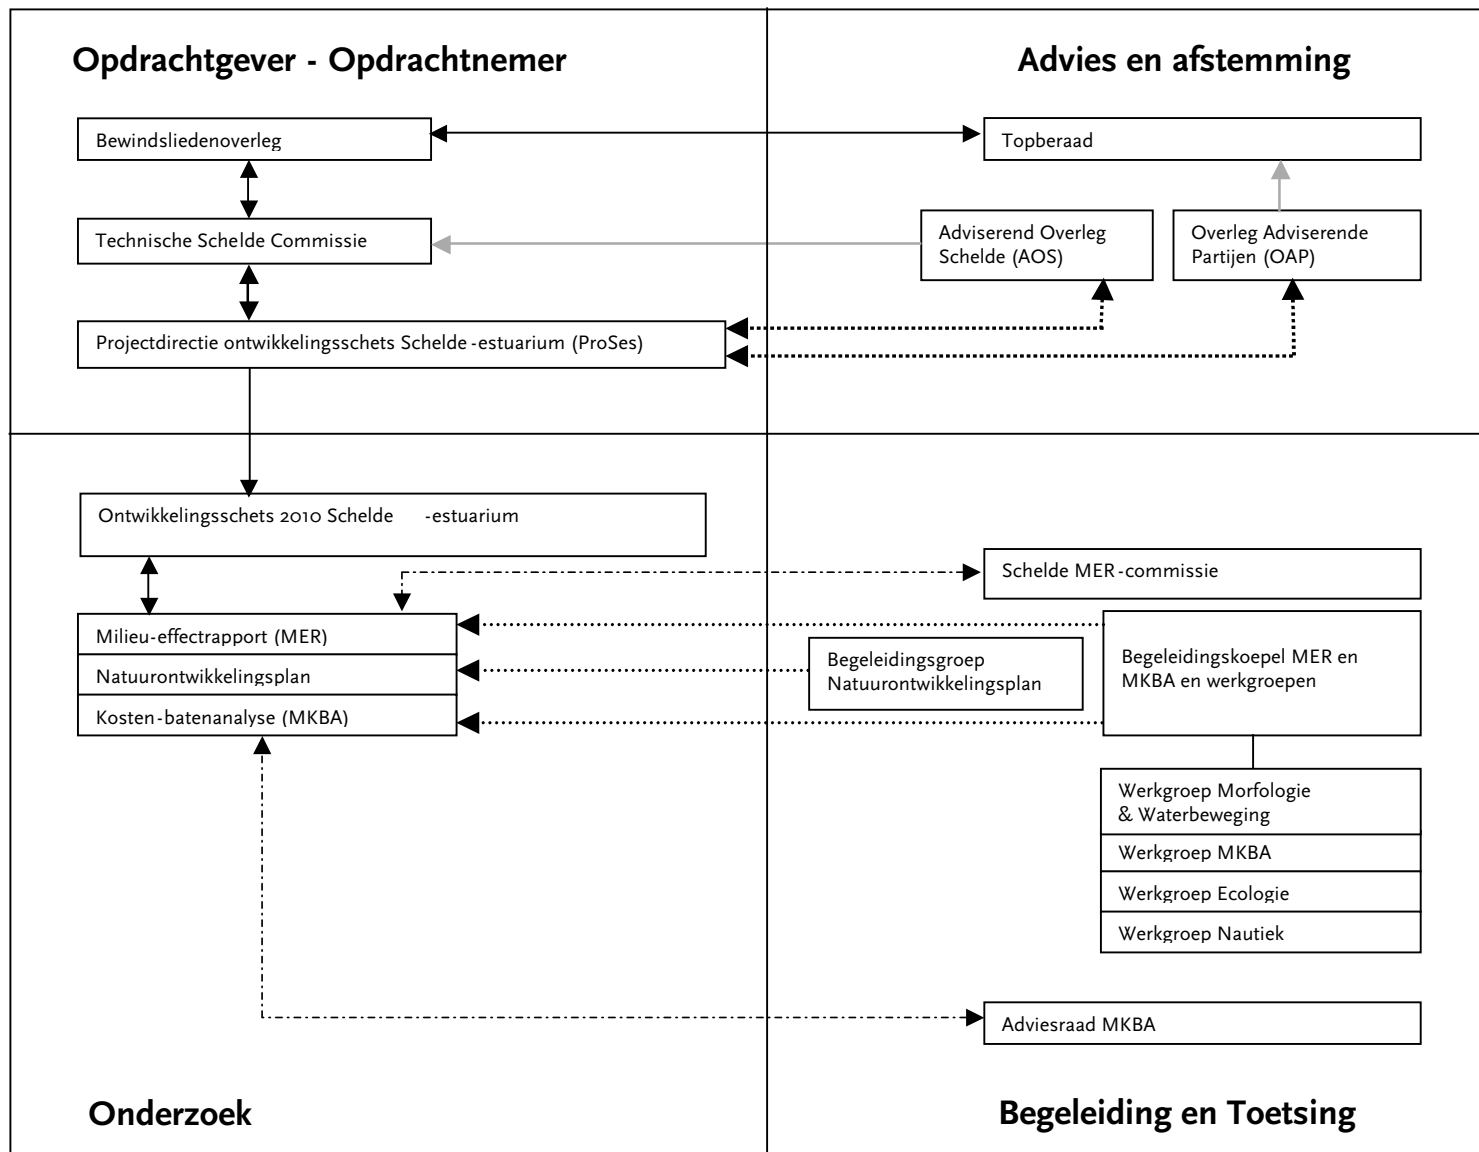 Opdrachtgever - Opdrachtnemer
Advies en afstemming
Bewindsliedenoverleg
Topberaad
Technische Schelde Commissie
Adviserend Overleg
Schelde (AOS)
Overleg Adviserende
Partijen (OAP)
Projectdirectie ontwikkelingsschets Schelde-estuarium (ProSes)
Ontwikkelingsschets 2010 Schelde -estuarium
Schelde MER-commissie
Milieu-effectrapport (MER)
Natuurontwikkelingsplan
Kosten-batenanalyse (MKBA)
Begeleidingsgroep
Natuurontwikkelingsplan
Begeleidingskoepel MER en
MKBA en werkgroepen
Werkgroep Morfologie
& Waterbeweging
Werkgroep MKBA
Werkgroep Ecologie
Werkgroep Nautiek
Adviesraad MKBA
Onderzoek
Begeleiding en Toetsing